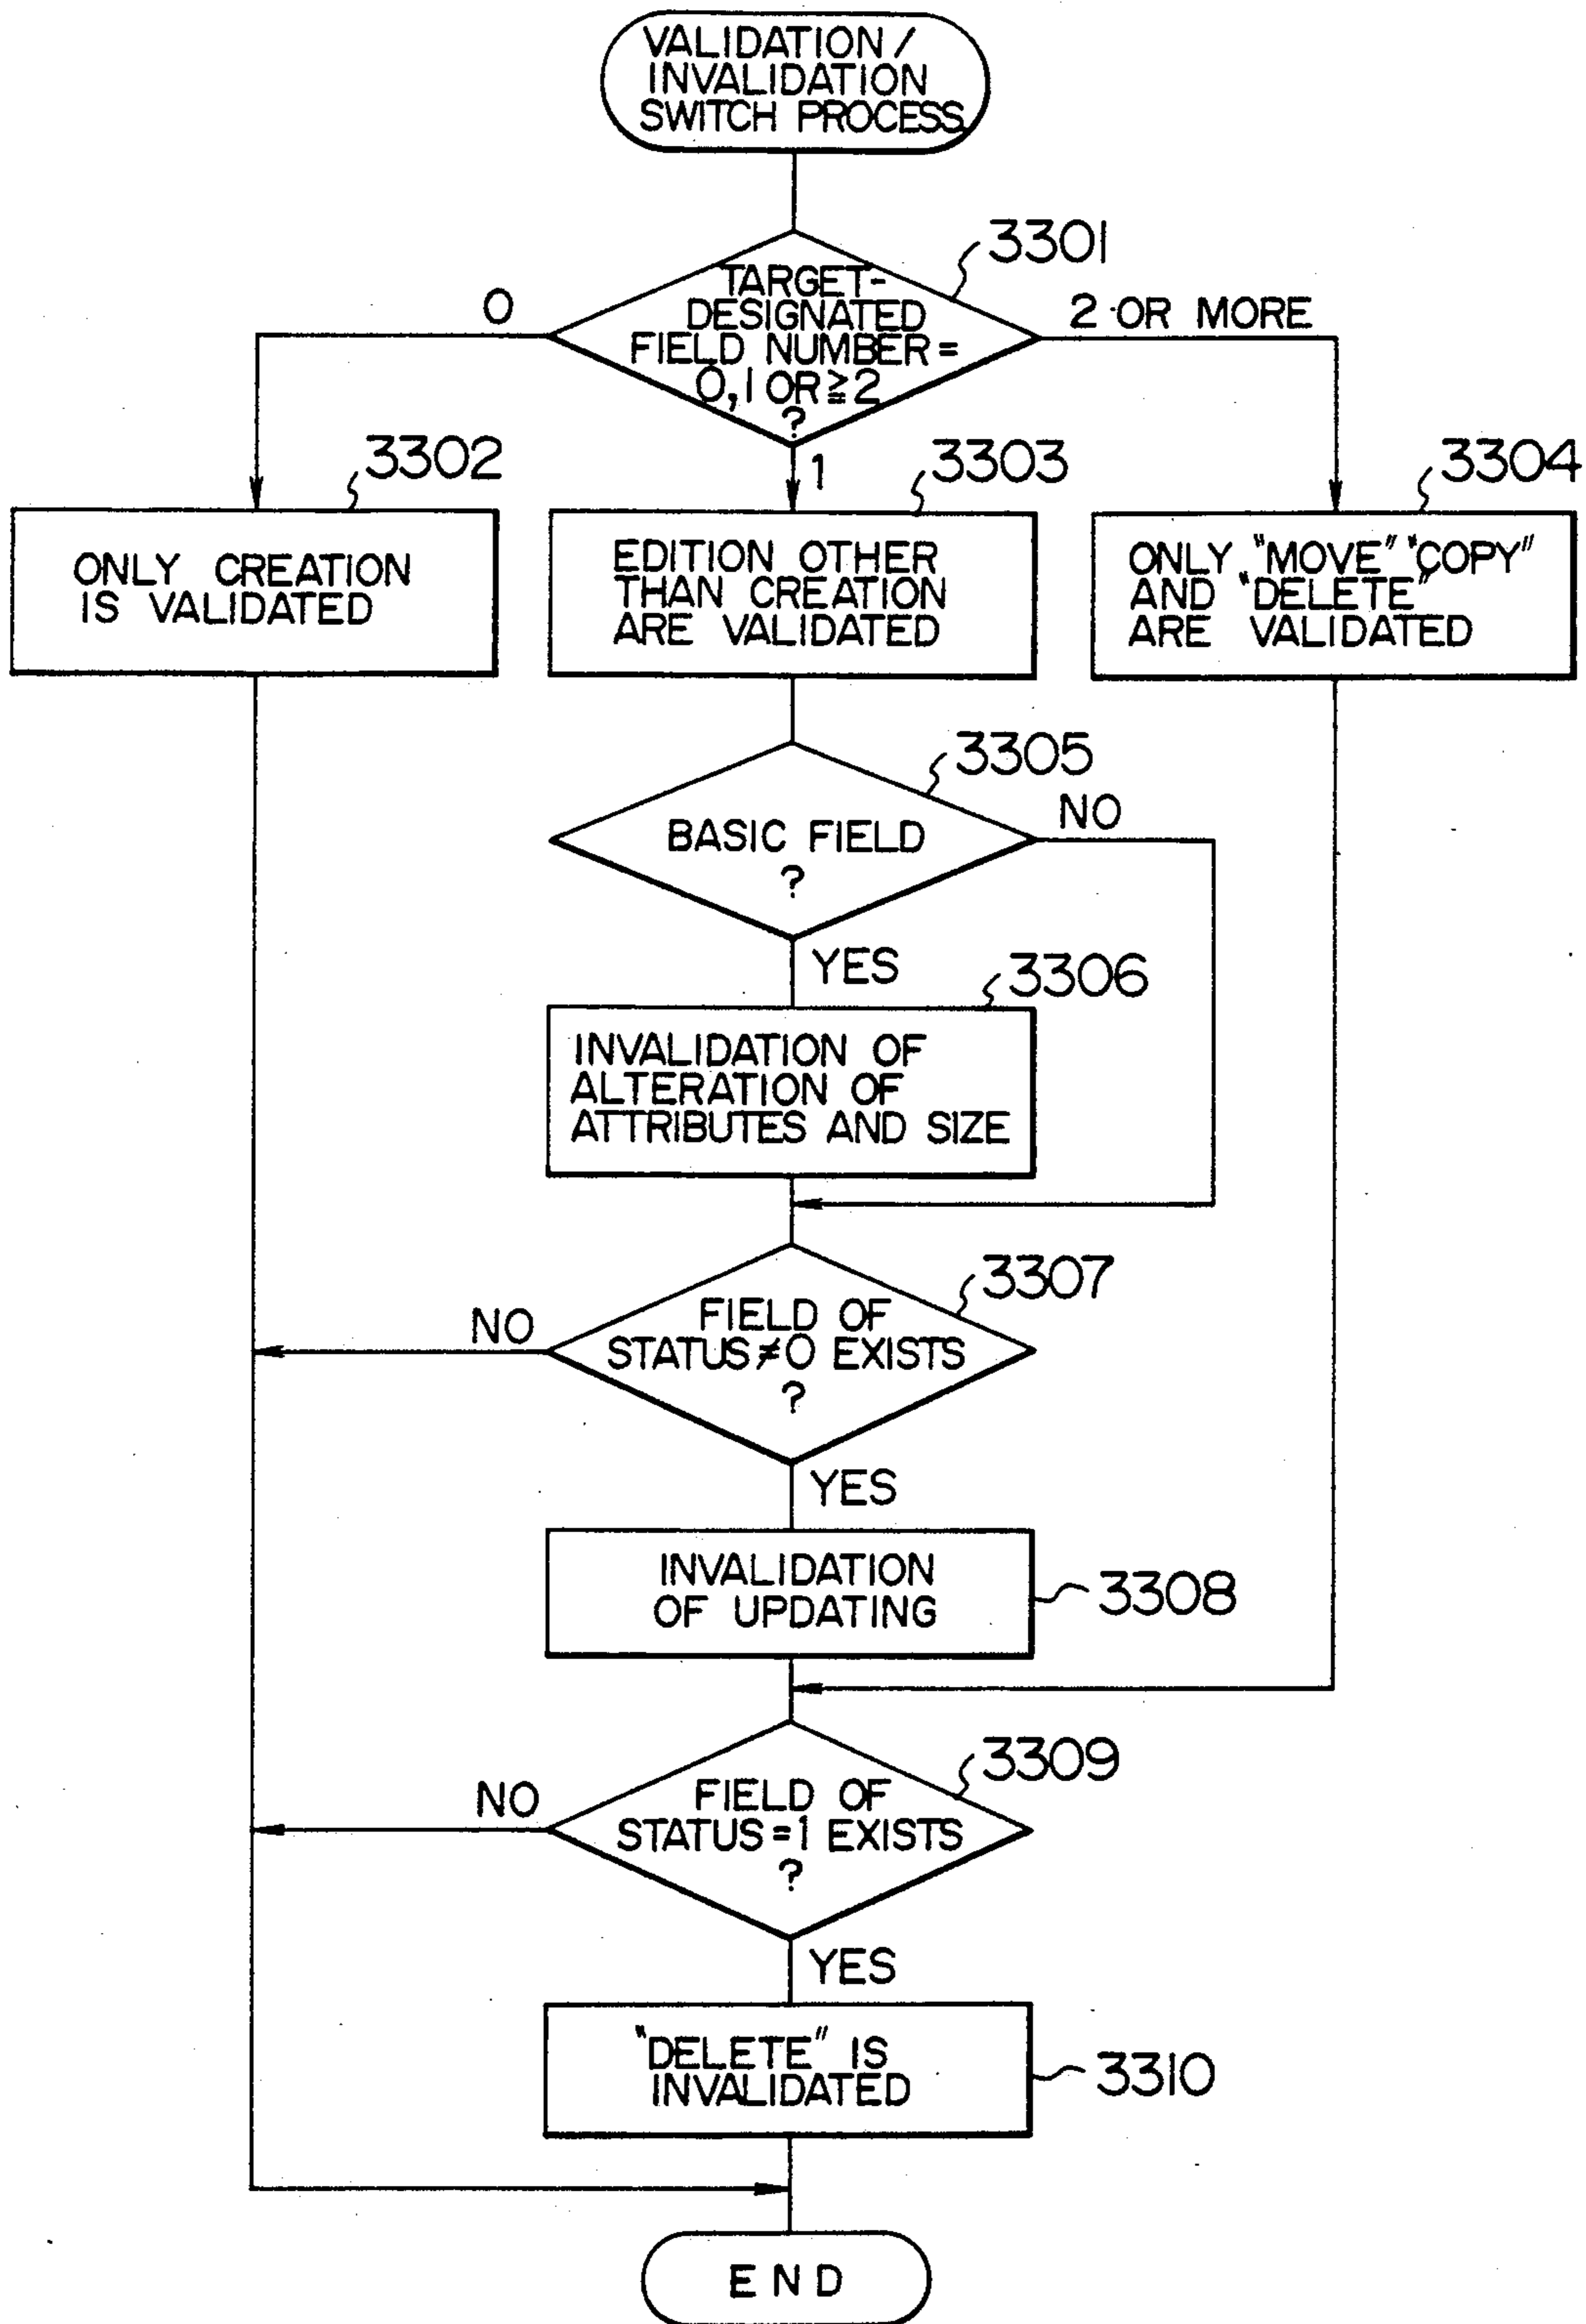 VALIDATION /
INVALIDATION
SWITCH PROCESS
3301
TARGET-
DESIGNATED
FIELD NUMBER =
0, 1 OR ≧ 2
?
0
2 OR MORE
1
3302
ONLY CREATION
IS VALIDATED
3303
EDITION OTHER
THAN CREATION
ARE VALIDATED
3304
ONLY "MOVE" "COPY"
AND "DELETE"
ARE VALIDATED
3305
BASIC FIELD
?
NO
YES
3306
INVALIDATION OF
ALTERATION OF
ATTRIBUTES AND SIZE
3307
FIELD OF
STATUS ≠ 0 EXISTS
?
NO
YES
INVALIDATION
OF UPDATING
3308
3309
FIELD OF
STATUS = 1 EXISTS
?
NO
YES
"DELETE" IS
INVALIDATED
3310
END